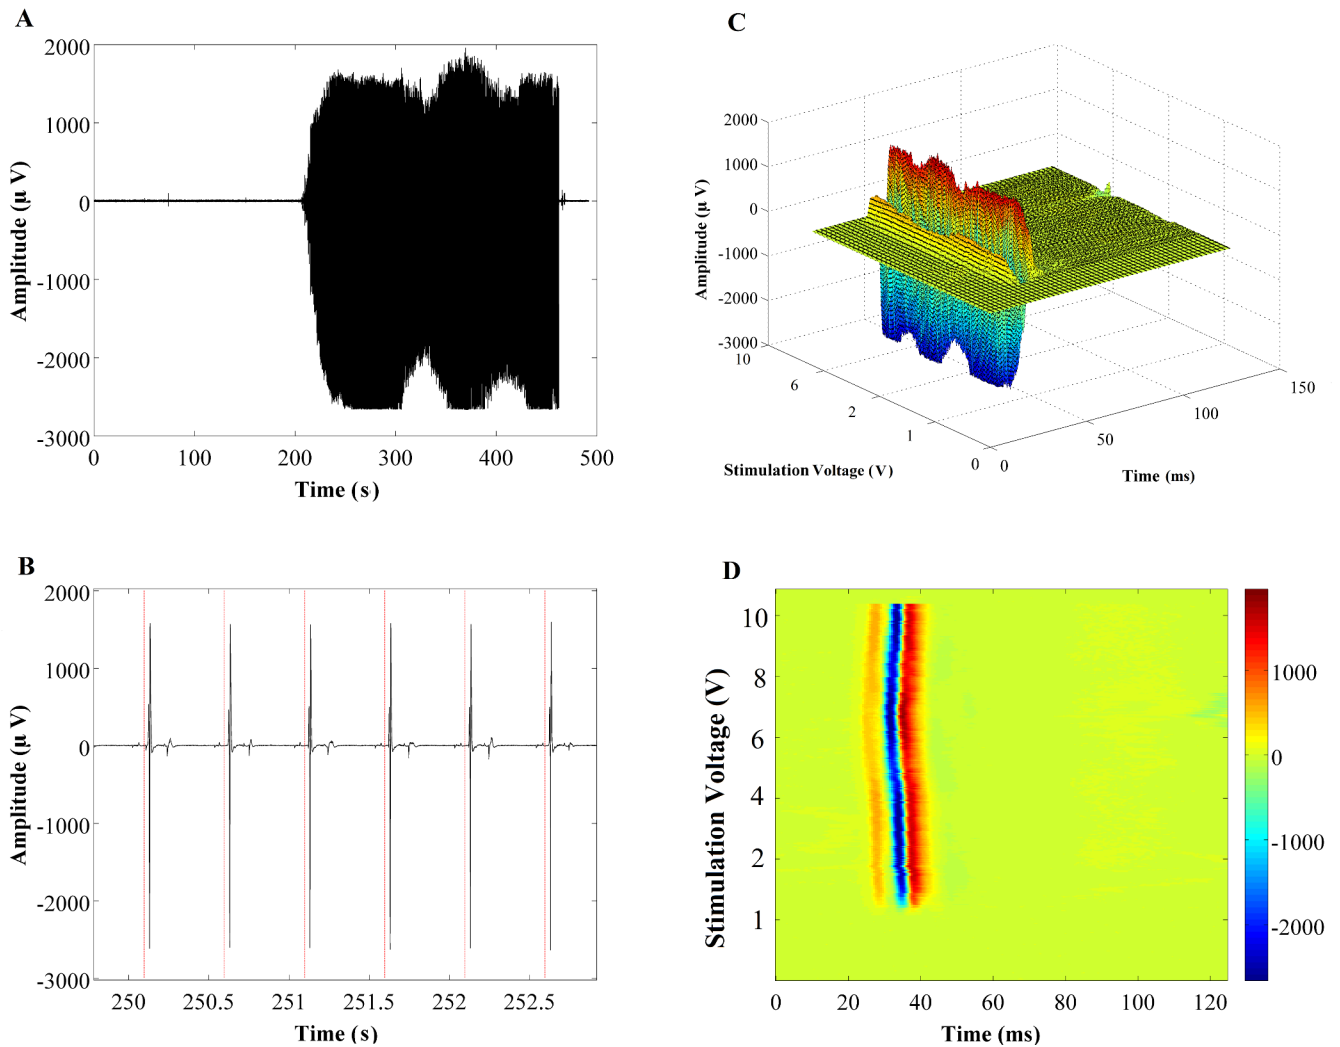 A
2000
1000
0
-1000
-2000
-3000
Amplitude (μ V)
0 100 200 300 400 500
Time (s)
B
2000
1000
0
-1000
-2000
-3000
Amplitude (μ V)
250 250.5 251 251.5 252 252.5
Time (s)
C
2000
1000
0
-1000
-2000
-3000
Amplitude (μ V)
10 6 2 1 0
Stimulation Voltage (V)
0 50 100 150
Time (ms)
D
10
8
6
4
2
1
Stimulation Voltage (V)
0 20 40 60 80 100 120
Time (ms)
1000
0
-1000
-2000